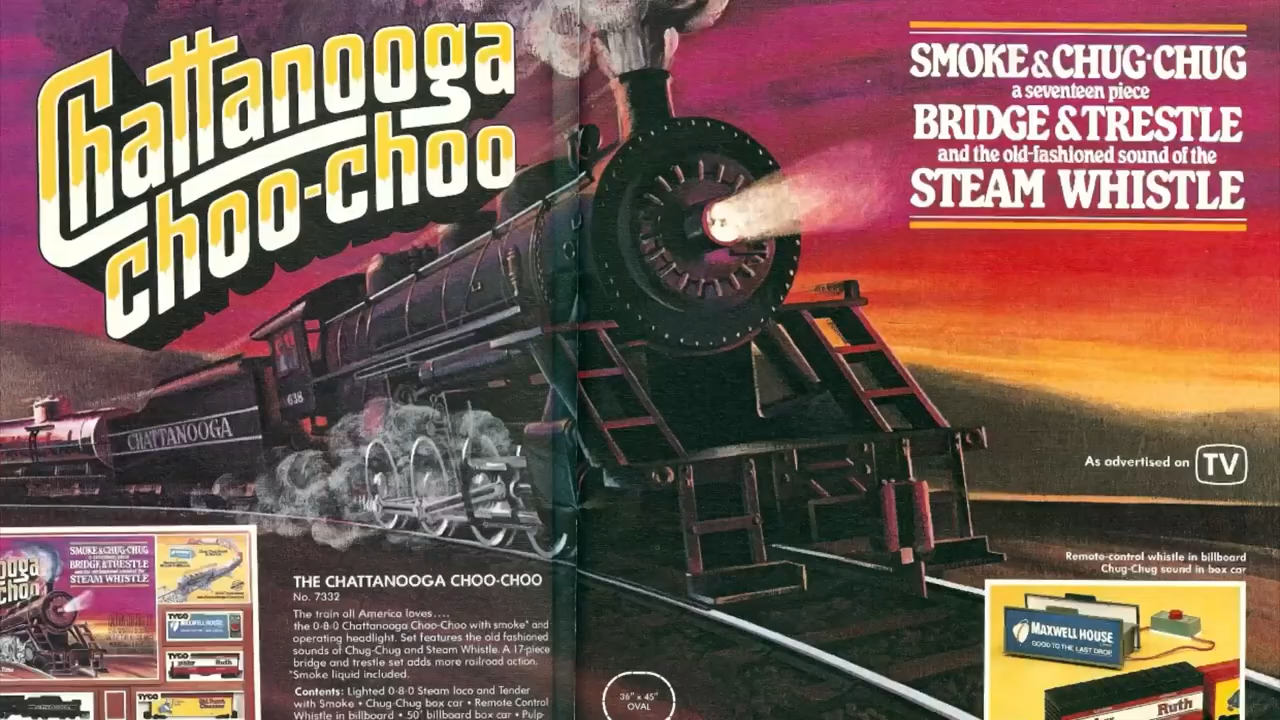 Chattanooga
choo-choo
SMOKE & CHUG-CHUG
a seventeen piece
BRIDGE & TRESTLE
and the old-fashioned sound of the
STEAM WHISTLE
638
CHATTANOOGA
As advertised on TV
Remote-control whistle in billboard
Chug-Chug sound in box car
MAXWELL HOUSE
GOOD TO THE LAST DROP
Ruth
THE CHATTANOOGA CHOO-CHOO
No. 7332
The train all America loves....
the 0-8-0 Chattanooga Choo-Choo with smoke* and
operating headlight. Set features the old fashioned
sounds of Chug-Chug and Steam Whistle. A 17-piece
bridge and trestle set adds more railroad action.
*Smoke liquid included.
Contents: Lighted 0-8-0 Steam loco and Tender
with Smoke • Chug-Chug box car • Remote Control
Whistle in billboard • 50' billboard box car • Pulp-
36" x 45"
OVAL
ooga
choo
SMOKE & CHUG-CHUG
BRIDGE & TRESTLE
STEAM WHISTLE
TYCO
MAXWELL HOUSE
Ruth
TYCO